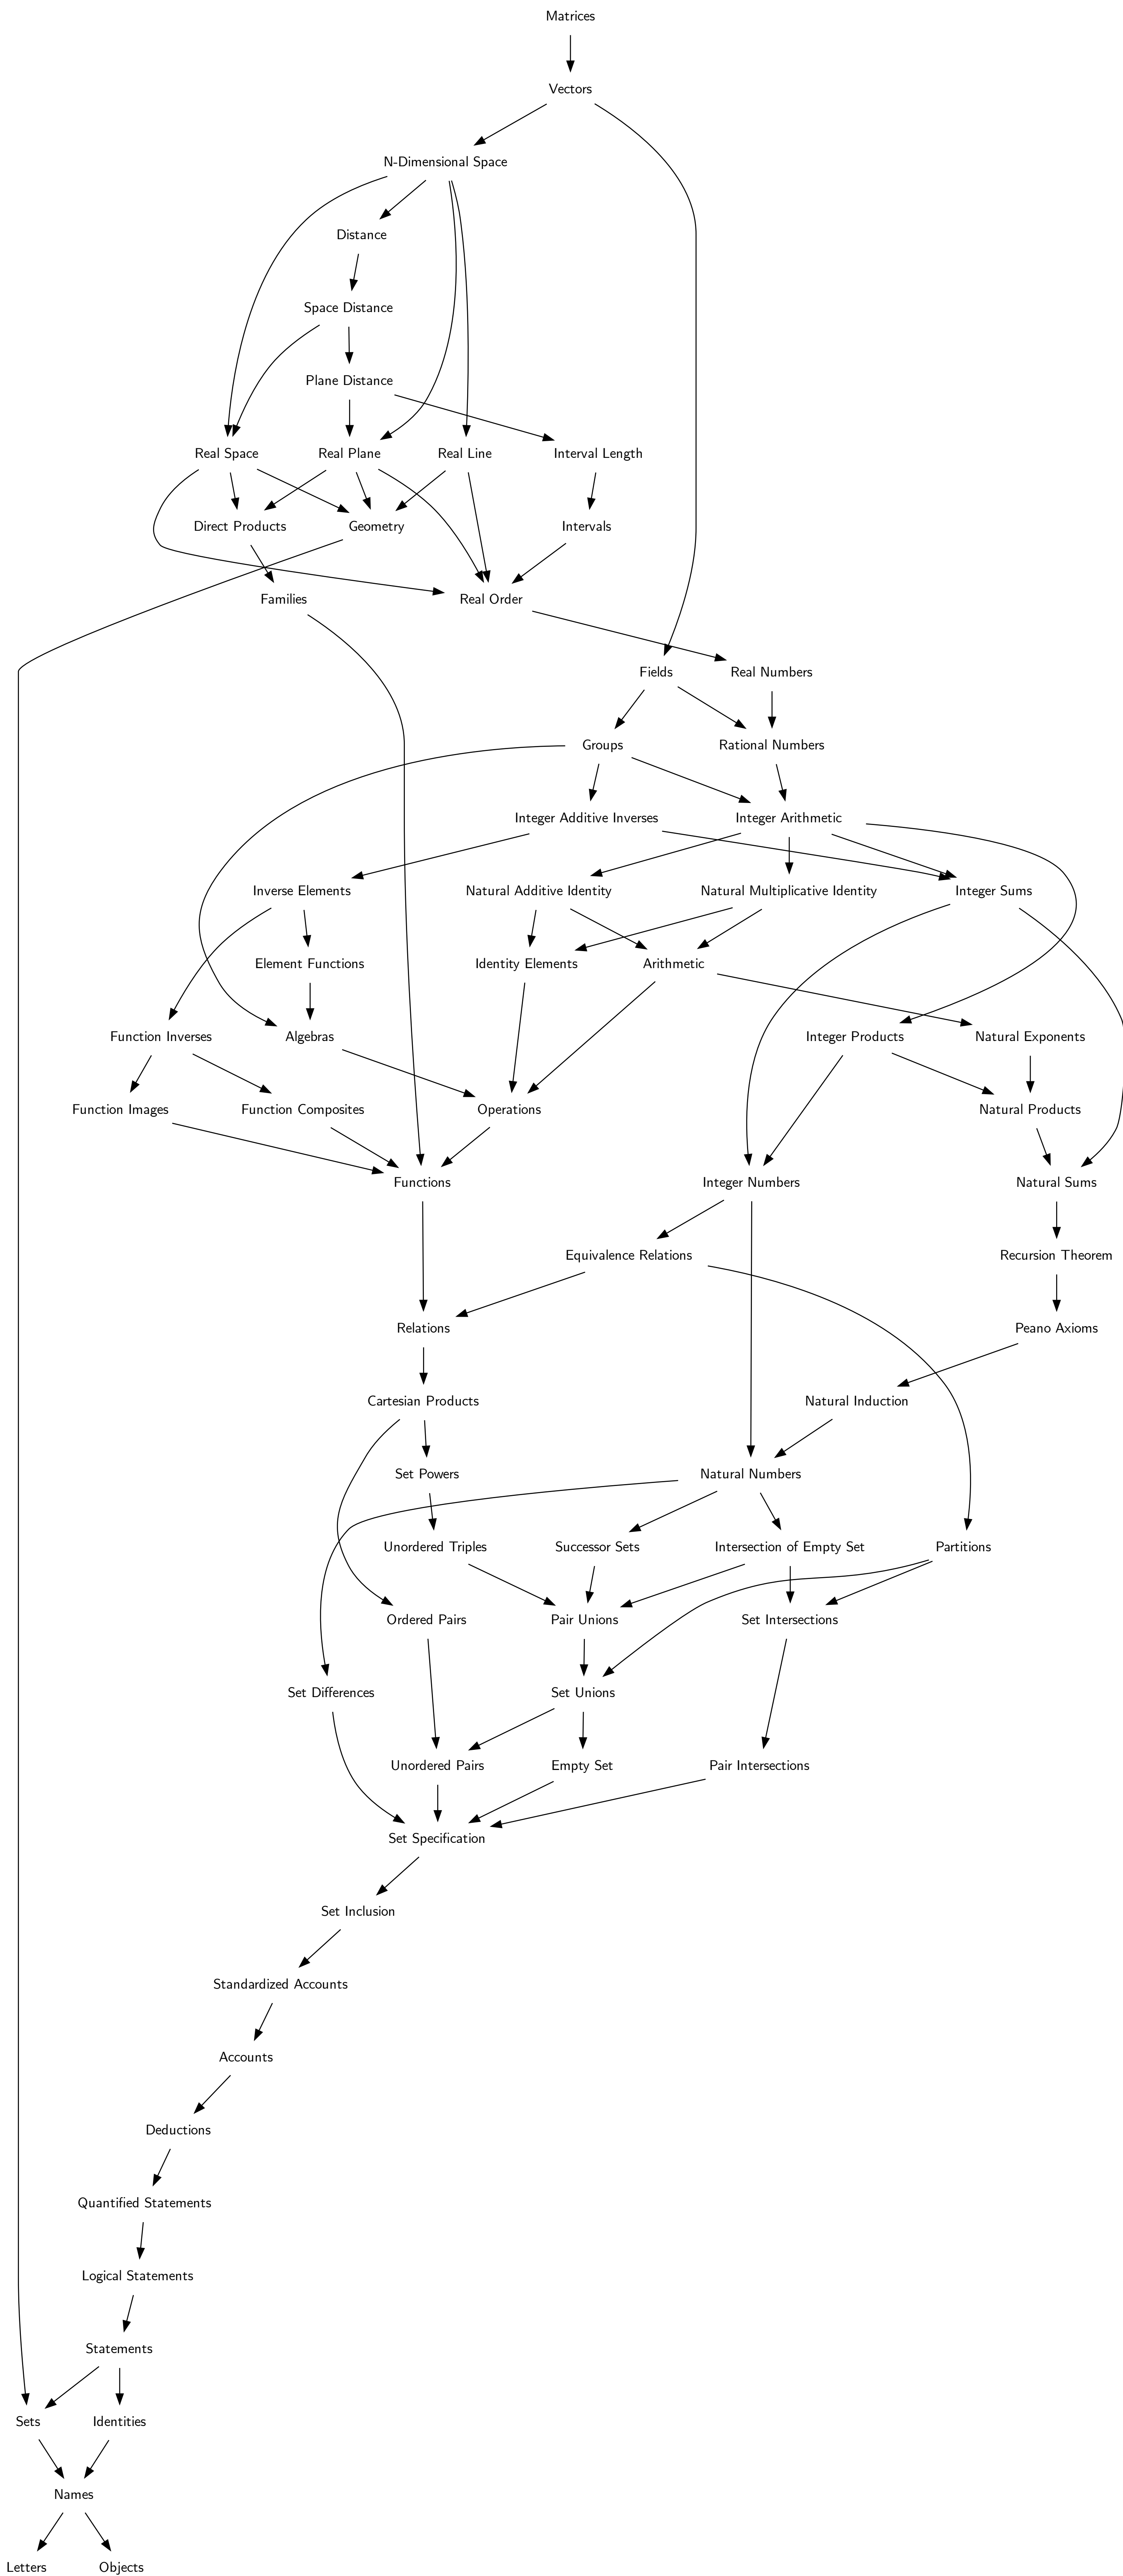 Matrices
Vectors
N-Dimensional Space
Distance
Space Distance
Plane Distance
Real Space
Real Plane
Real Line
Interval Length
Direct Products
Geometry
Intervals
Families
Real Order
Fields
Real Numbers
Groups
Rational Numbers
Integer Additive Inverses
Integer Arithmetic
Inverse Elements
Natural Additive Identity
Natural Multiplicative Identity
Integer Sums
Element Functions
Identity Elements
Arithmetic
Function Inverses
Algebras
Integer Products
Natural Exponents
Function Images
Function Composites
Operations
Natural Products
Functions
Integer Numbers
Natural Sums
Equivalence Relations
Recursion Theorem
Relations
Peano Axioms
Cartesian Products
Natural Induction
Set Powers
Natural Numbers
Unordered Triples
Successor Sets
Intersection of Empty Set
Partitions
Ordered Pairs
Pair Unions
Set Intersections
Set Differences
Set Unions
Unordered Pairs
Empty Set
Pair Intersections
Set Specification
Set Inclusion
Standardized Accounts
Accounts
Deductions
Quantified Statements
Logical Statements
Statements
Sets
Identities
Names
Letters
Objects